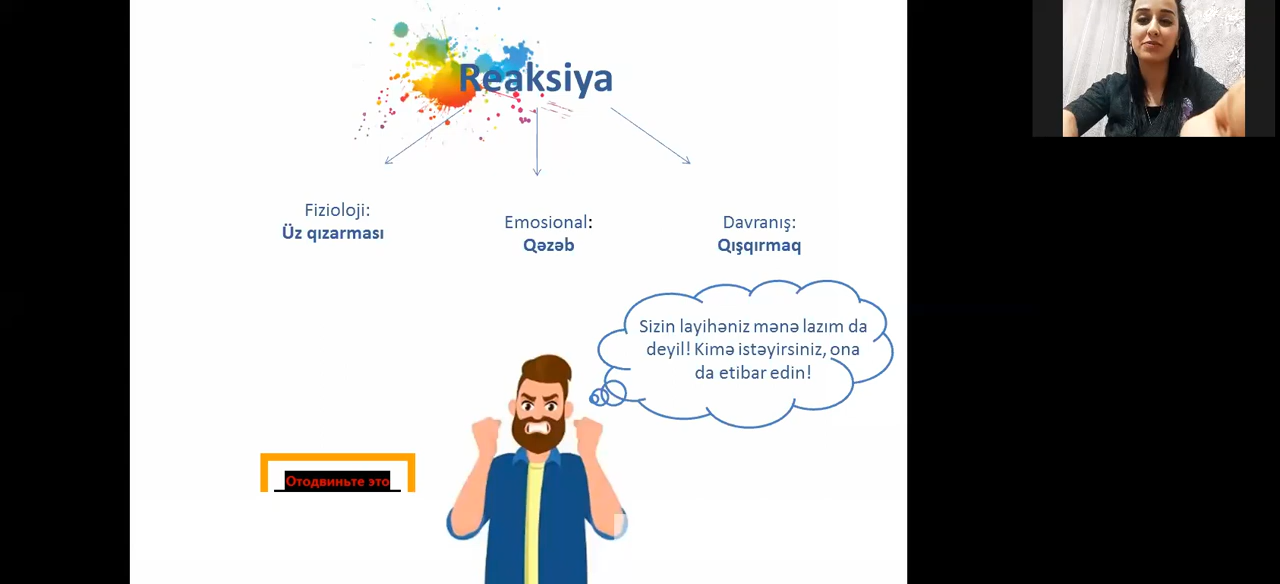 Reaksiya
Fizioloji:
Üz qızarması
Emosional:
Qəzəb
Davranış:
Qışqırmaq
Sizin layihəniz mənə lazım da
deyil! Kimə istəyirsiniz, ona
da etibar edin!
Отодвиньте это